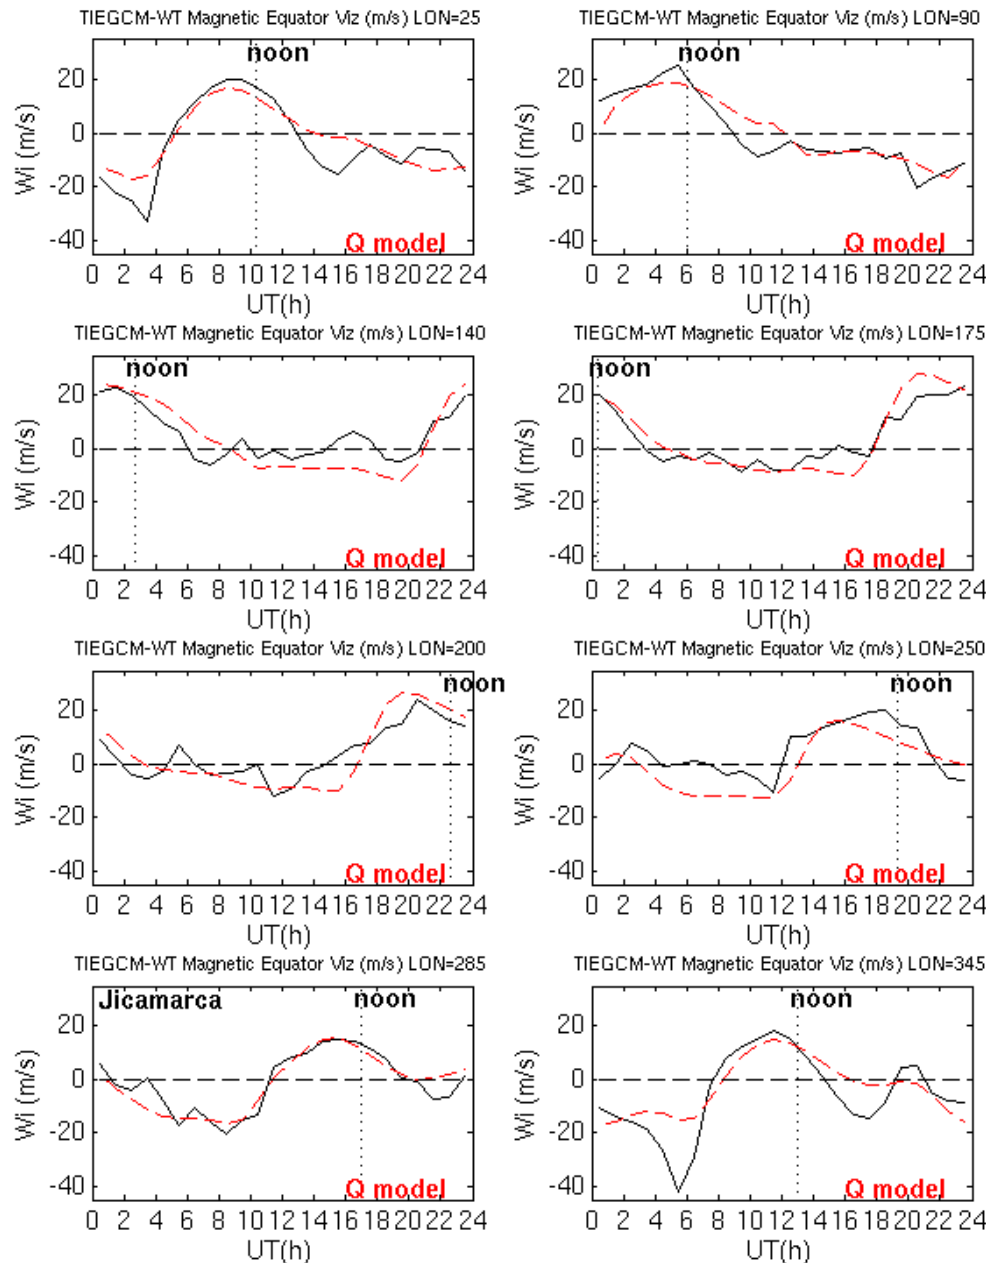 TIEGCM-WT Magnetic Equator Viz (m/s) LON=25
noon
20
0
-20
-40
Wi (m/s)
Q model
0 2 4 6 8 10 12 14 16 18 20 22 24
UT(h)
TIEGCM-WT Magnetic Equator Viz (m/s) LON=90
noon
20
0
-20
-40
Wi (m/s)
Q model
0 2 4 6 8 10 12 14 16 18 20 22 24
UT(h)
TIEGCM-WT Magnetic Equator Viz (m/s) LON=140
noon
20
0
-20
-40
Wi (m/s)
Q model
0 2 4 6 8 10 12 14 16 18 20 22 24
UT(h)
TIEGCM-WT Magnetic Equator Viz (m/s) LON=175
noon
20
0
-20
-40
Wi (m/s)
Q model
0 2 4 6 8 10 12 14 16 18 20 22 24
UT(h)
TIEGCM-WT Magnetic Equator Viz (m/s) LON=200
noon
20
0
-20
-40
Wi (m/s)
Q model
0 2 4 6 8 10 12 14 16 18 20 22 24
UT(h)
TIEGCM-WT Magnetic Equator Viz (m/s) LON=250
noon
20
0
-20
-40
Wi (m/s)
Q model
0 2 4 6 8 10 12 14 16 18 20 22 24
UT(h)
TIEGCM-WT Magnetic Equator Viz (m/s) LON=285
Jicamarca noon
20
0
-20
-40
Wi (m/s)
Q model
0 2 4 6 8 10 12 14 16 18 20 22 24
UT(h)
TIEGCM-WT Magnetic Equator Viz (m/s) LON=345
noon
20
0
-20
-40
Wi (m/s)
Q model
0 2 4 6 8 10 12 14 16 18 20 22 24
UT(h)